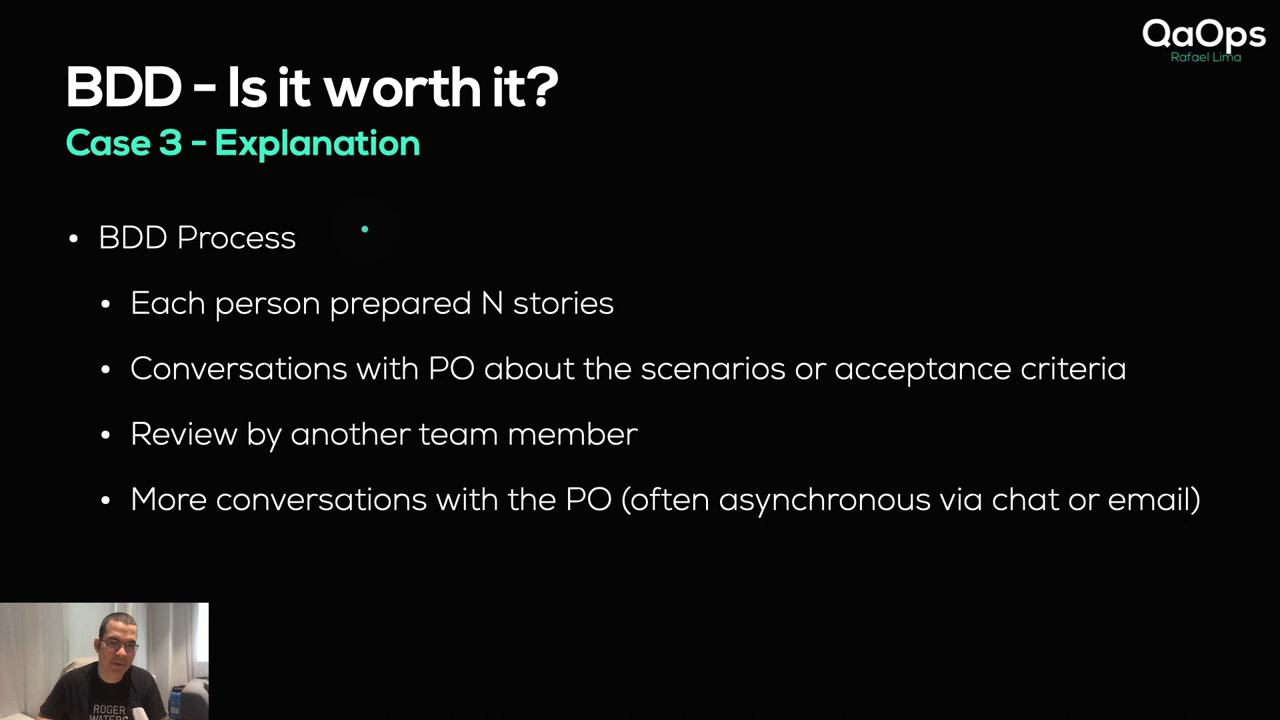 QaOps
Rafael Lima
BDD - Is it worth it?
Case 3 - Explanation
• BDD Process
• Each person prepared N stories
• Conversations with PO about the scenarios or acceptance criteria
• Review by another team member
• More conversations with the PO (often asynchronous via chat or email)
ROGER
WATERS